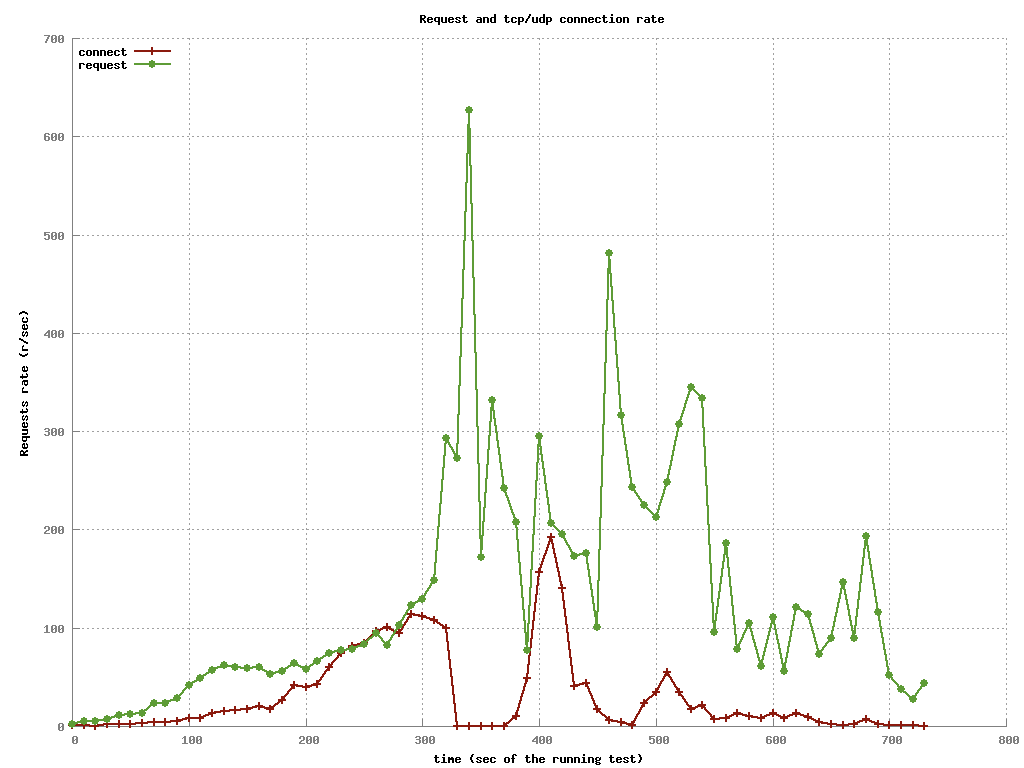 Request and tcp/udp connection rate
700
600
500
400
300
200
100
0
connect
request
Requests rate (r/sec)
0 100 200 300 400 500 600 700 800
time (sec of the running test)